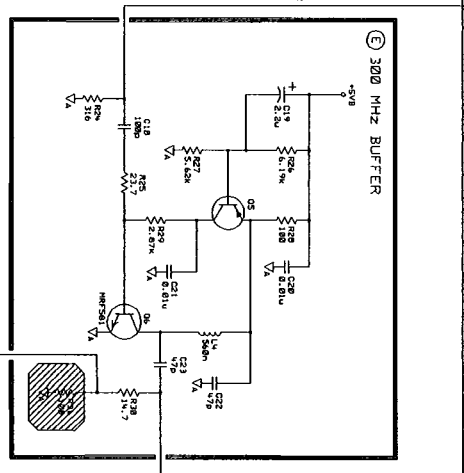 E 300 MHz BUFFER
+5VB
+
C19
2.2u
R26
6.19k
R28
100
C20
0.01u
A
R27
5.62k
A
Q5
R29
2.87k
C21
0.01u
A
C22
47p
A
L4
560n
R24
316
A
C18
100p
R25
23.7
Q6
MRF581
A
C23
47p
R30
14.7